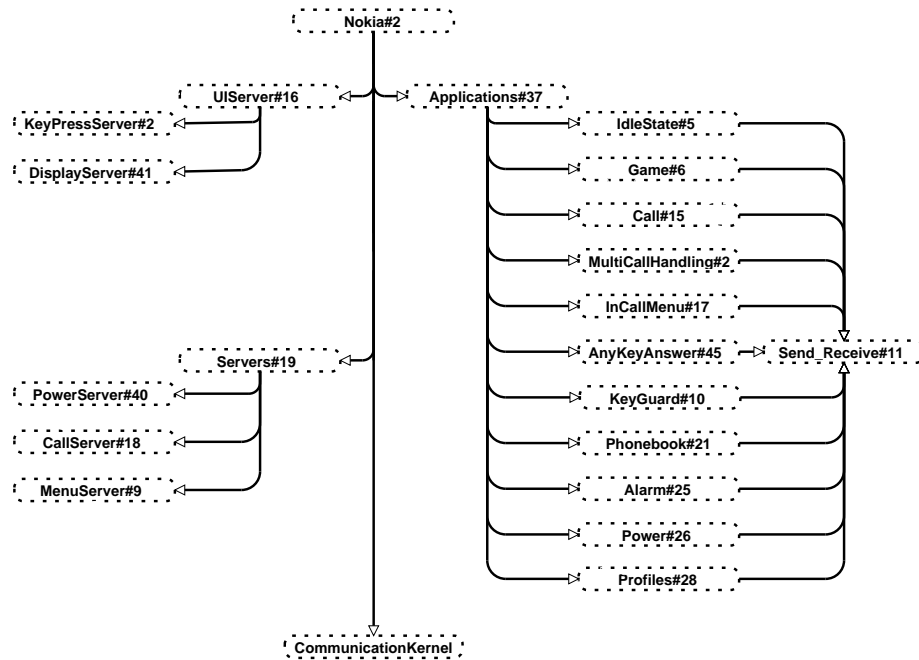 Nokia#2
UIServer#16
Applications#37
KeyPressServer#2
IdleState#5
DisplayServer#41
Game#6
Call#15
MultiCallHandling#2
InCallMenu#17
AnyKeyAnswer#45
Send_Receive#11
Servers#19
PowerServer#40
KeyGuard#10
CallServer#18
Phonebook#21
MenuServer#9
Alarm#25
Power#26
Profiles#28
CommunicationKernel